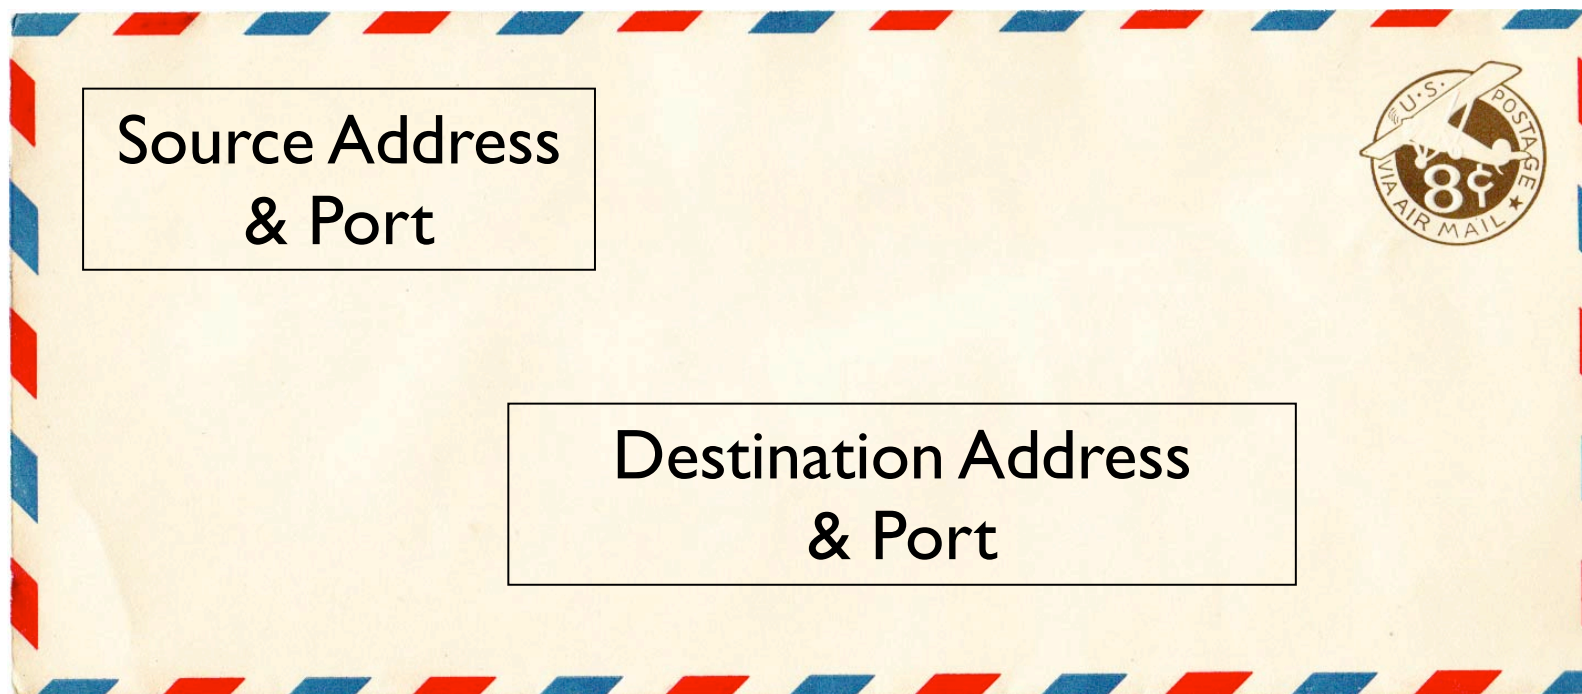 Source Address
& Port
U.S. POSTAGE
8¢
VIA AIR MAIL
Destination Address
& Port